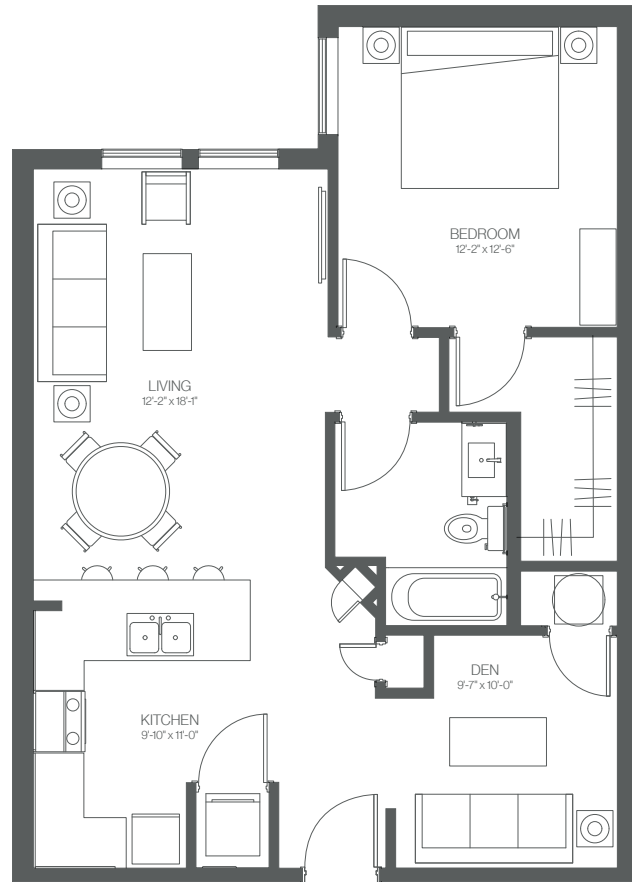 BEDROOM
12'-2" x 12'-6"
LIVING
12'-2" x 18'-1"
DEN
9'-7" x 10'-0"
KITCHEN
9'-10" x 11'-0"